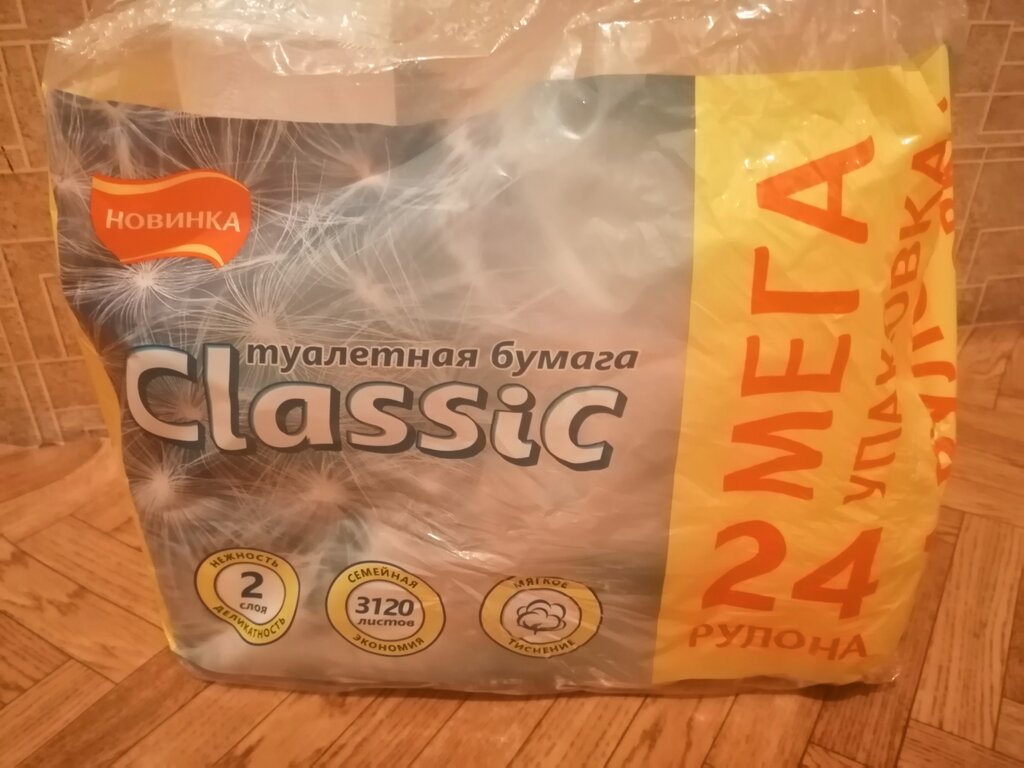 НОВИНКА
туалетная бумага
Classic
НЕЖНОСТЬ
2
слоя
ДЕЛИКАТНОСТЬ
СЕМЕЙНАЯ
3120
листов
ЭКОНОМИЯ
МЯГКОЕ
ТИСНЕНИЕ
МЕГА
УПАКОВКА
24
РУЛОНА